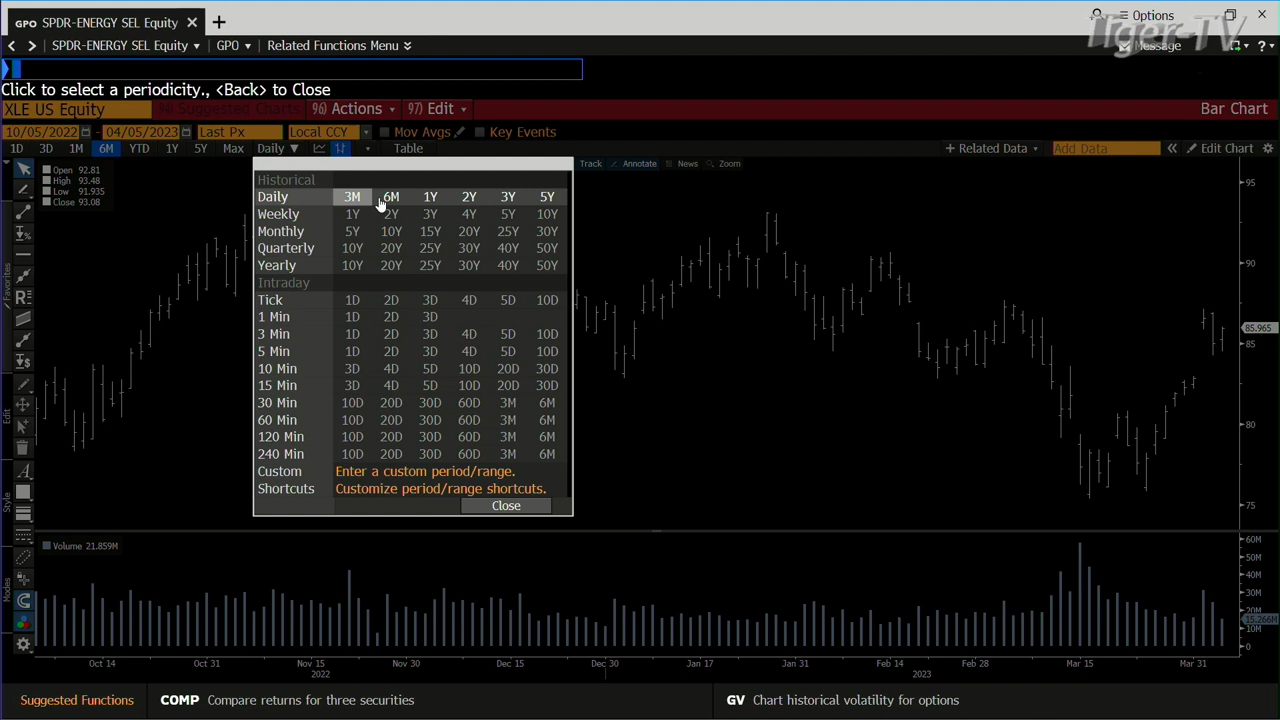 GPO SPDR-ENERGY SEL Equity
Options
SPDR-ENERGY SEL Equity GPO Related Functions Menu
Message
Tiger-TV
Click to select a periodicity., <Back> to Close
XLE US Equity 94) Suggested Charts 96) Actions 97) Edit Bar Chart
10/05/2022 - 04/05/2023 Last Px Local CCY Mov Avgs Key Events
1D 3D 1M 6M YTD 1Y 5Y Max Daily Table + Related Data Add Data Edit Chart
Track Annotate News Zoom
Open 92.81
High 93.48
Low 91.935
Close 93.08
Historical
Daily 3M 6M 1Y 2Y 3Y 5Y
Weekly 1Y 2Y 3Y 4Y 5Y 10Y
Monthly 5Y 10Y 15Y 20Y 25Y 30Y
Quarterly 10Y 20Y 25Y 30Y 40Y 50Y
Yearly 10Y 20Y 25Y 30Y 40Y 50Y
Intraday
Tick 1D 2D 3D 4D 5D 10D
1 Min 1D 2D 3D
3 Min 1D 2D 3D 4D 5D 10D
5 Min 1D 2D 3D 4D 5D 10D
10 Min 3D 4D 5D 10D 20D 30D
15 Min 3D 4D 5D 10D 20D 30D
30 Min 10D 20D 30D 60D 3M 6M
60 Min 10D 20D 30D 60D 3M 6M
120 Min 10D 20D 30D 60D 3M 6M
240 Min 10D 20D 30D 60D 3M 6M
Custom Enter a custom period/range.
Shortcuts Customize period/range shortcuts.
Close
95
90
85.965
85
80
75
Favorites
Edit
Style
Modes
Volume 21.859M
60M
50M
40M
30M
20M
15.266M
10M
0
Oct 14 Oct 31 Nov 15 Nov 30 Dec 15 Dec 30 Jan 17 Jan 31 Feb 14 Feb 28 Mar 15 Mar 31
2022 2023
Suggested Functions COMP Compare returns for three securities GV Chart historical volatility for options